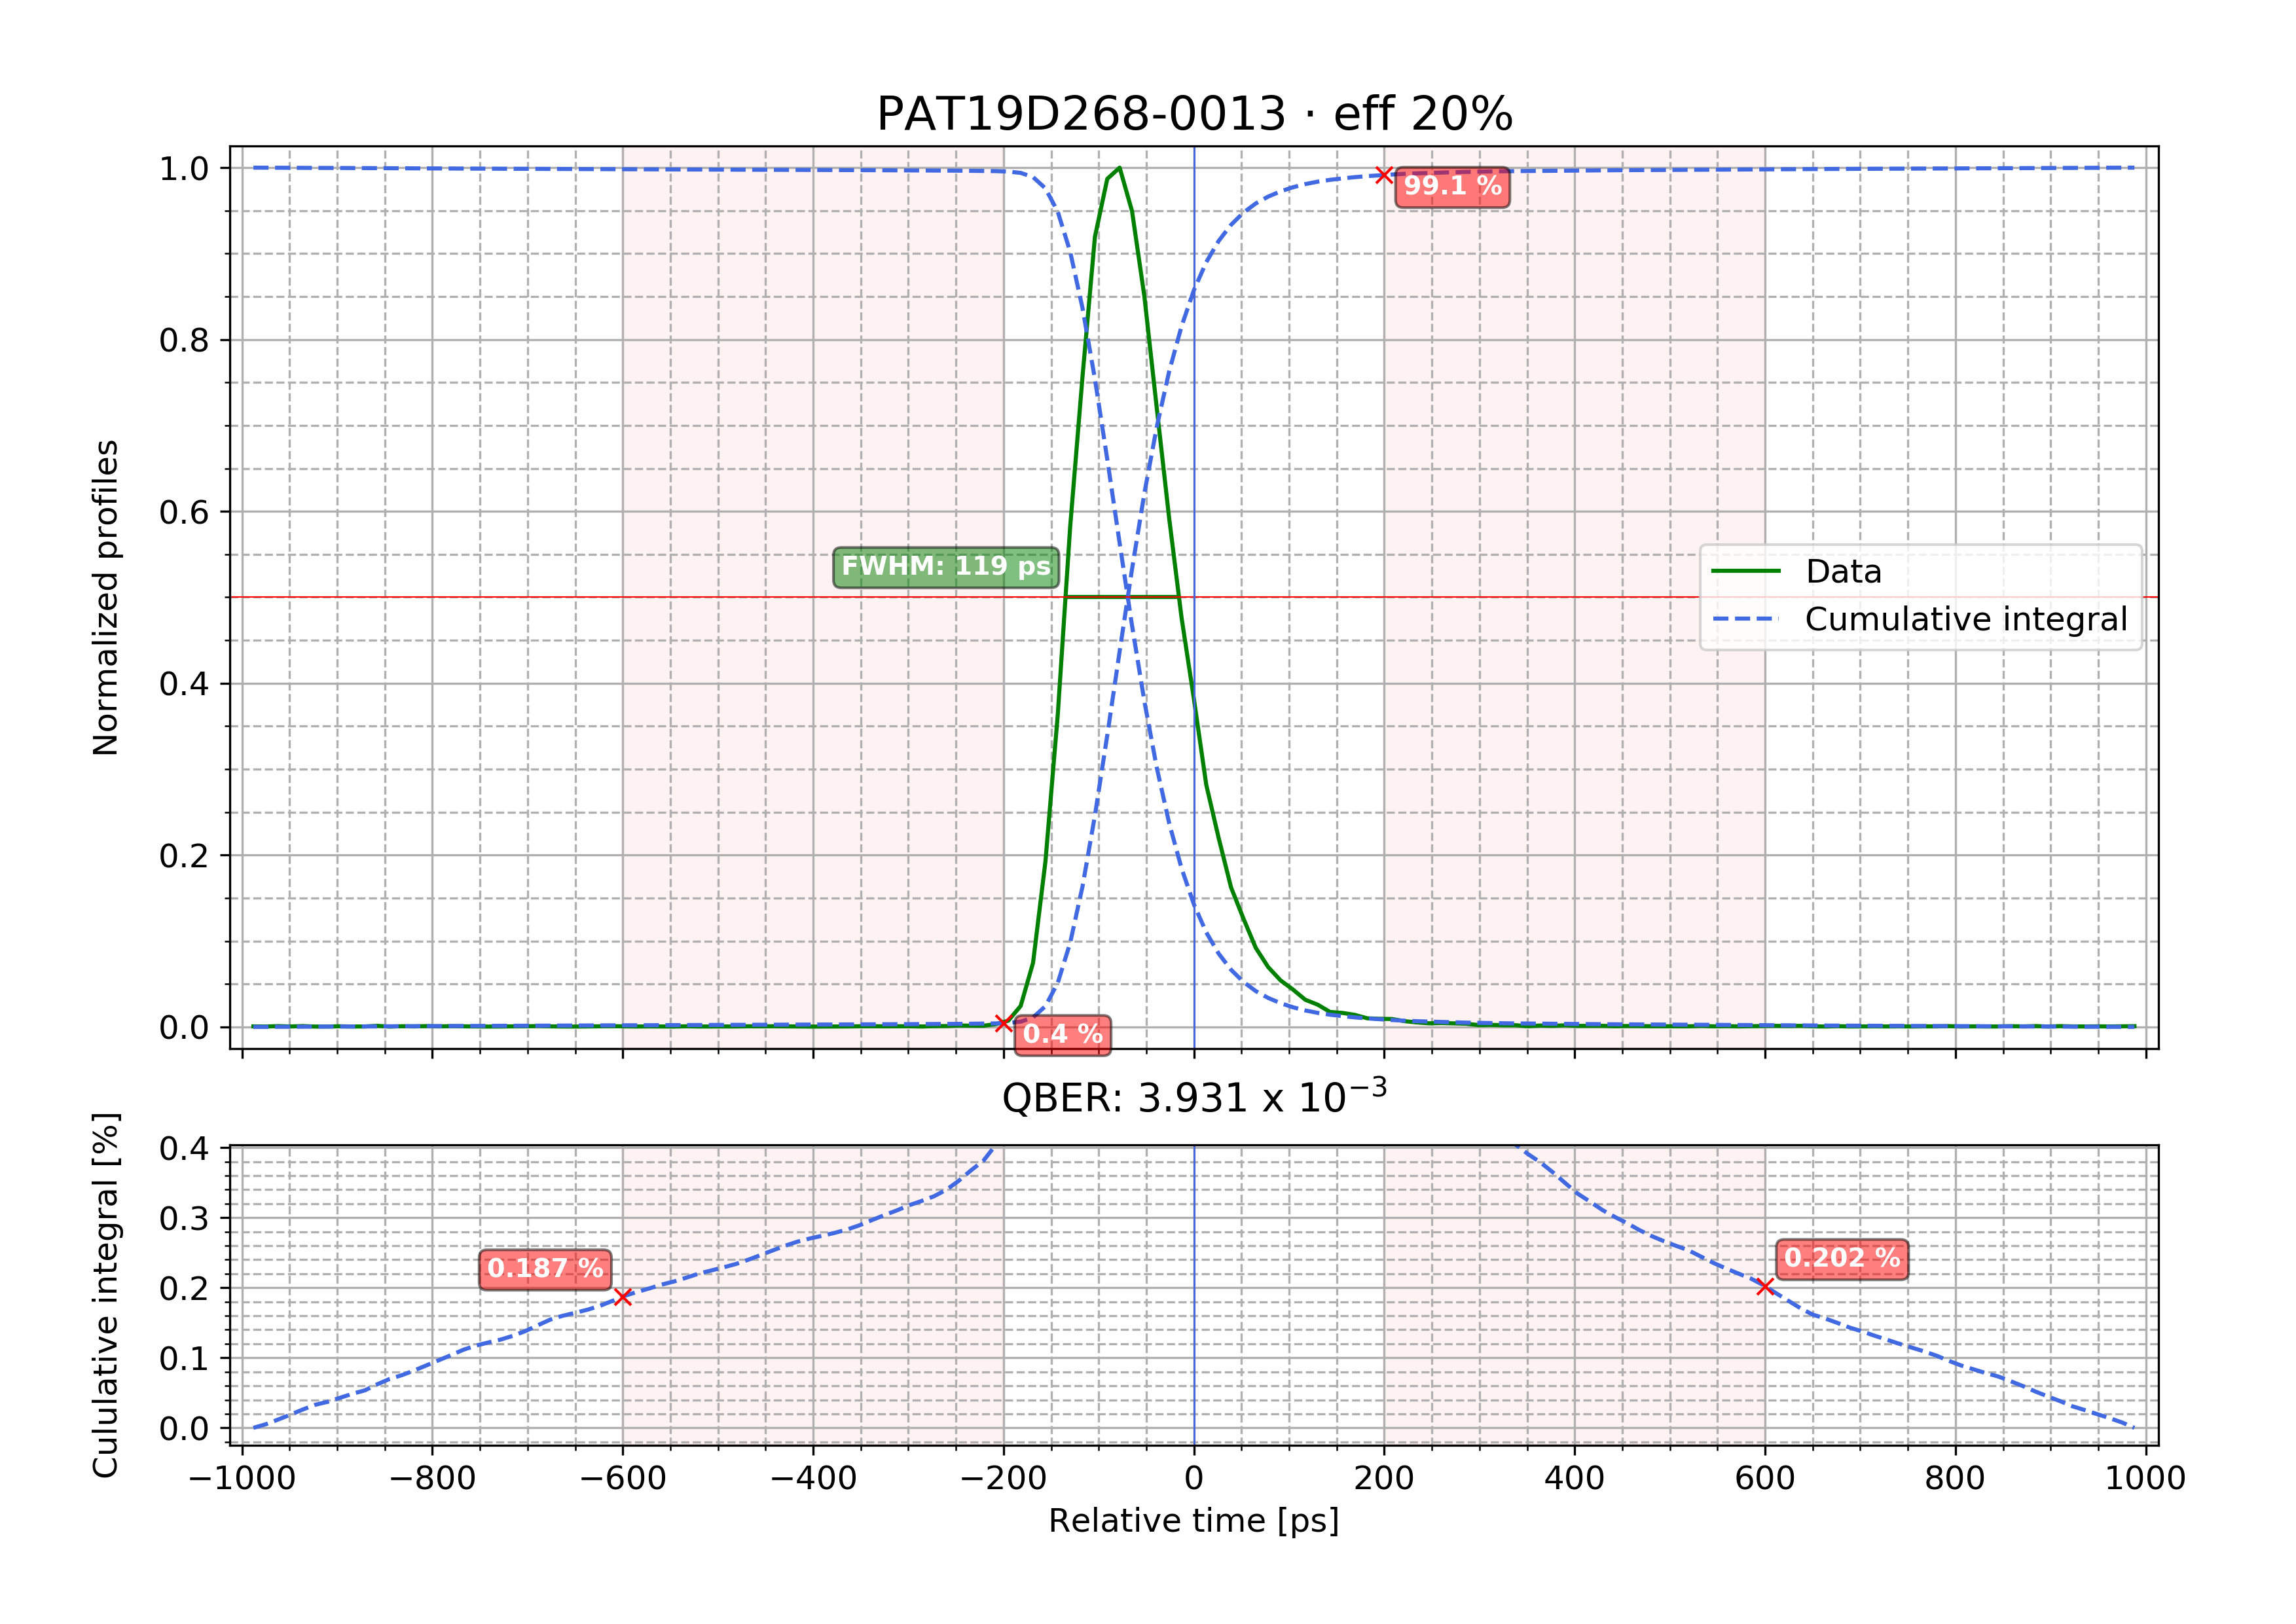 PAT19D268-0013 · eff 20%
Normalized profiles
1.0
0.8
0.6
0.4
0.2
0.0
99.1 %
FWHM: 119 ps
Data
Cumulative integral
0.4 %
QBER: 3.931 x 10⁻³
Cululative integral [%]
0.4
0.3
0.2
0.1
0.0
0.187 %
0.202 %
−1000 −800 −600 −400 −200 0 200 400 600 800 1000
Relative time [ps]